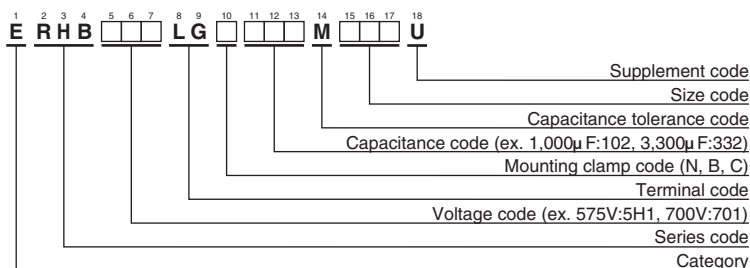 1 2 3 4 5 6 7 8 9 10 11 12 13 14 15 16 17 18
E R H B □□□ L G □ □□□ M □□□ U
Supplement code
Size code
Capacitance tolerance code
Capacitance code (ex. 1,000μF:102, 3,300μF:332)
Mounting clamp code (N, B, C)
Terminal code
Voltage code (ex. 575V:5H1, 700V:701)
Series code
Category